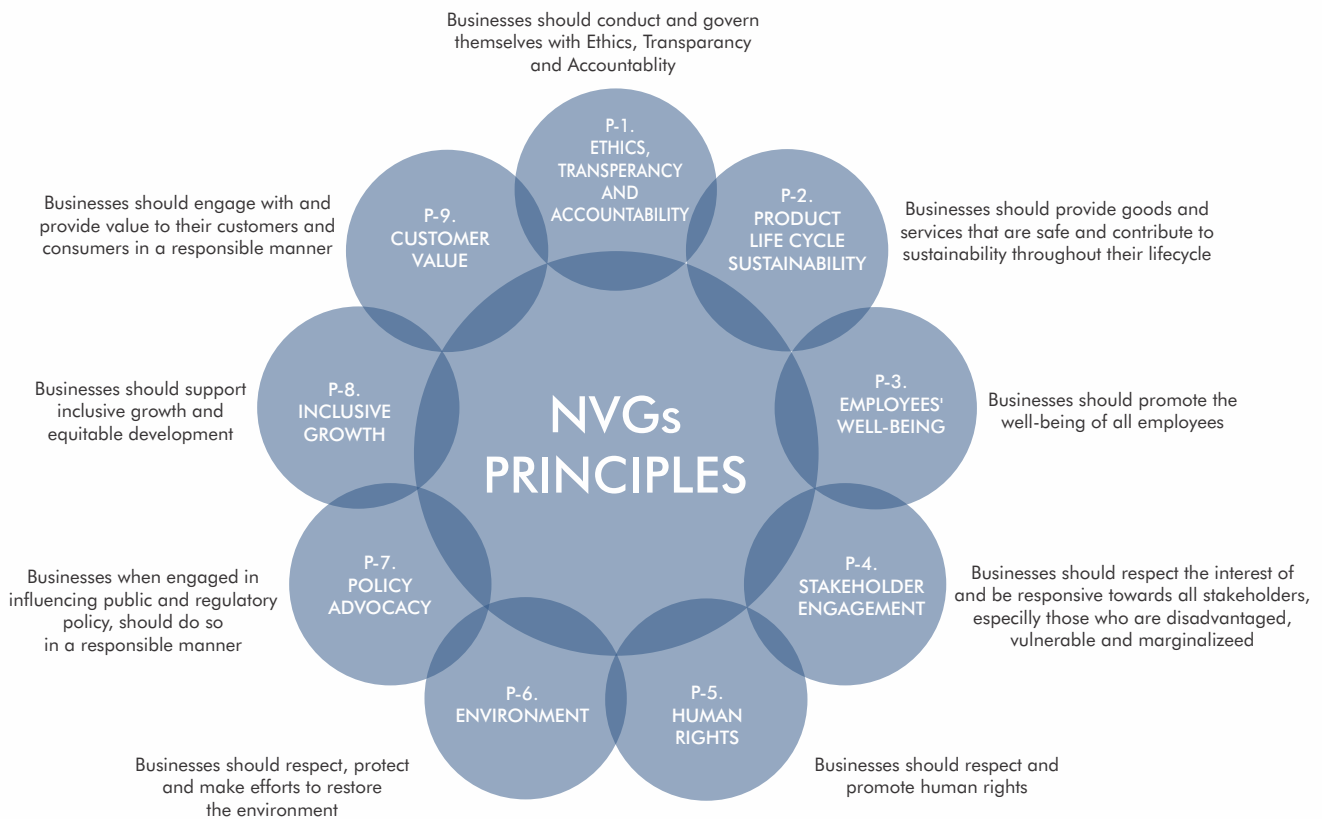 Businesses should conduct and govern
themselves with Ethics, Transparancy
and Accountablity
P-1.
ETHICS,
TRANSPERANCY
AND
ACCOUNTABILITY
P-2.
PRODUCT
LIFE CYCLE
SUSTAINABILITY
Businesses should provide goods and
services that are safe and contribute to
sustainability throughout their lifecycle
P-3.
EMPLOYEES'
WELL-BEING
Businesses should promote the
well-being of all employees
P-4.
STAKEHOLDER
ENGAGEMENT
Businesses should respect the interest of
and be responsive towards all stakeholders,
especilly those who are disadvantaged,
vulnerable and marginalizeed
P-5.
HUMAN
RIGHTS
Businesses should respect and
promote human rights
P-6.
ENVIRONMENT
Businesses should respect, protect
and make efforts to restore
the environment
P-7.
POLICY
ADVOCACY
Businesses when engaged in
influencing public and regulatory
policy, should do so
in a responsible manner
P-8.
INCLUSIVE
GROWTH
Businesses should support
inclusive growth and
equitable development
P-9.
CUSTOMER
VALUE
Businesses should engage with and
provide value to their customers and
consumers in a responsible manner
NVGs
PRINCIPLES